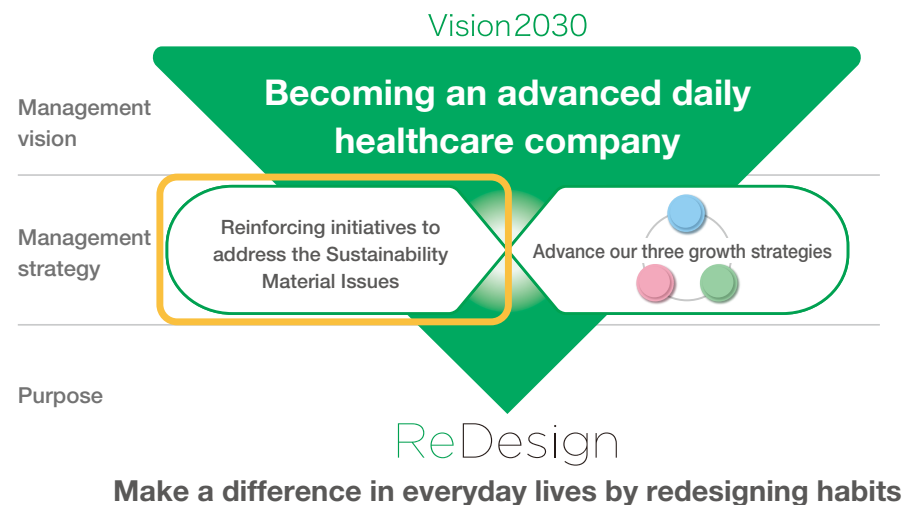 Vision2030
Management
vision
Becoming an advanced daily
healthcare company
Management
strategy
Reinforcing initiatives to
address the Sustainability
Material Issues
Advance our three growth strategies
Purpose
ReDesign
Make a difference in everyday lives by redesigning habits